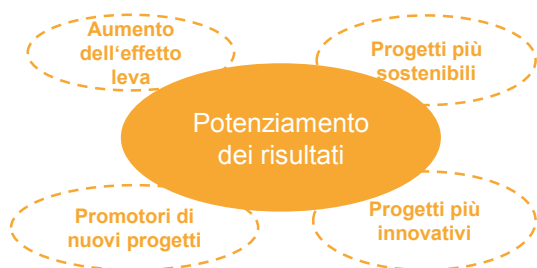 Aumento
dell‘effetto
leva
Progetti più
sostenibili
Potenziamento
dei risultati
Promotori di
nuovi progetti
Progetti più
innovativi